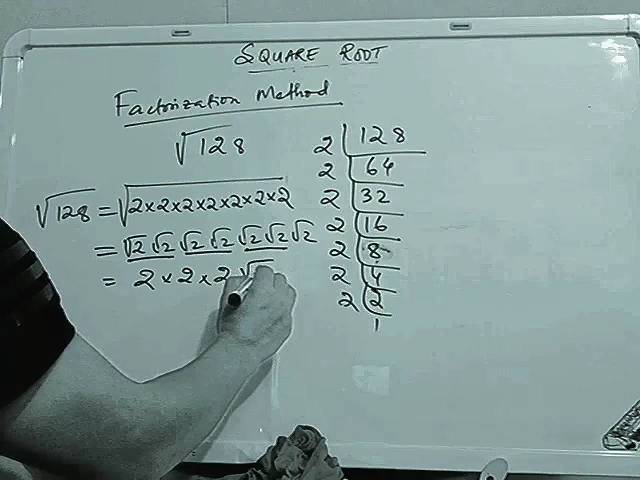 SQUARE ROOT
Factorization Method
√128
√128 = √2×2×2×2×2×2×2
= √2 √2 √2 √2 √2 √2 √2
= 2 × 2 × 2 √
2 | 128
2 | 64
2 | 32
2 | 16
2 | 8
2 | 4
2 | 2
1